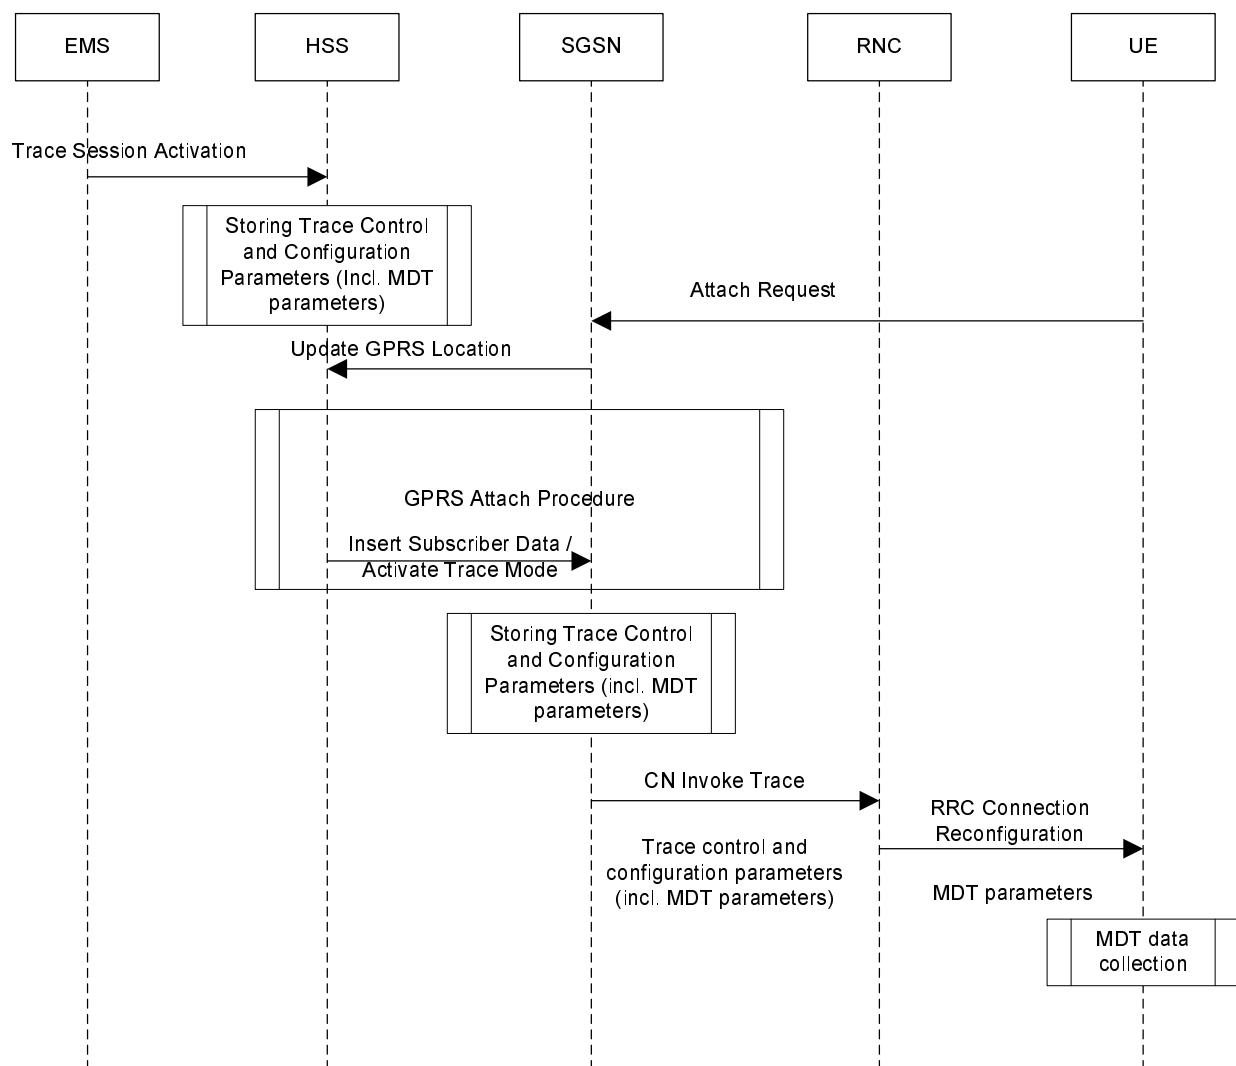 EMS
HSS
SGSN
RNC
UE
Trace Session Activation
Storing Trace Control
and Configuration
Parameters (Incl. MDT
parameters)
Attach Request
Update GPRS Location
GPRS Attach Procedure
Insert Subscriber Data /
Activate Trace Mode
Storing Trace Control
and Configuration
Parameters (incl. MDT
parameters)
CN Invoke Trace
RRC Connection
Reconfiguration
Trace control and
configuration parameters
(incl. MDT parameters)
MDT parameters
MDT data
collection